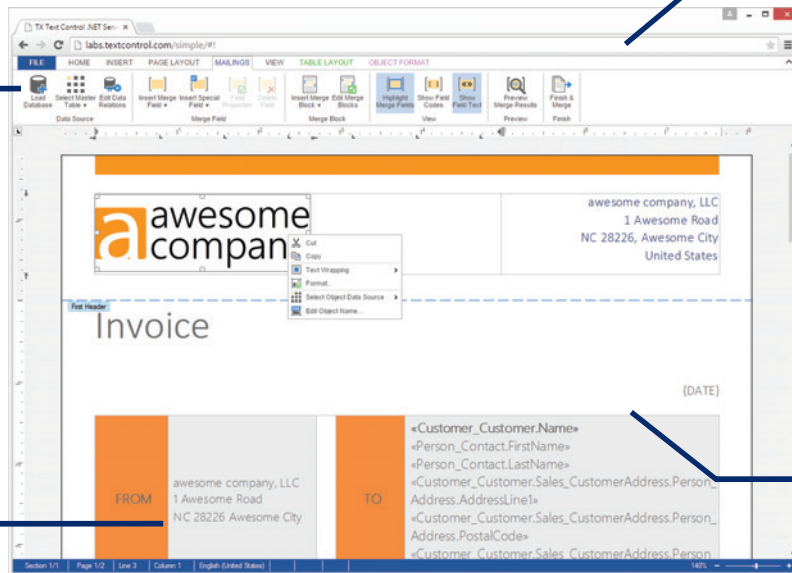 TX Text Control .NET Serv
labs.textcontrol.com/simple/#!
FILE HOME INSERT PAGE LAYOUT MAILINGS VIEW TABLE LAYOUT OBJECT FORMAT
Load Database
Select Master Table
Edit Data Relations
Insert Merge Field
Insert Special Field
Field Properties
Delete Field
Insert Merge Block
Edit Merge Blocks
Highlight Merge Fields
Show Field Codes
Show Field Text
Preview Merge Results
Finish & Merge
Data Source Merge Field Merge Block View Preview Finish
a awesome
compan
awesome company, LLC
1 Awesome Road
NC 28226, Awesome City
United States
Cut
Copy
Text Wrapping
Format...
Select Object Data Source
Edit Object Name...
First Header
Invoice
{DATE}
FROM
awesome company, LLC
1 Awesome Road
NC 28226 Awesome City
TO
«Customer_Customer.Name»
«Person_Contact.FirstName»
«Person_Contact.LastName»
«Customer_Customer.Sales_CustomerAddress.Person_
Address.AddressLine1»
«Customer_Customer.Sales_CustomerAddress.Person_
Address.PostalCode»
«Customer_Customer.Sales_CustomerAddress.Person_
Section 1/1 Page 1/2 Line 3 Column 1 English (United States) 140%